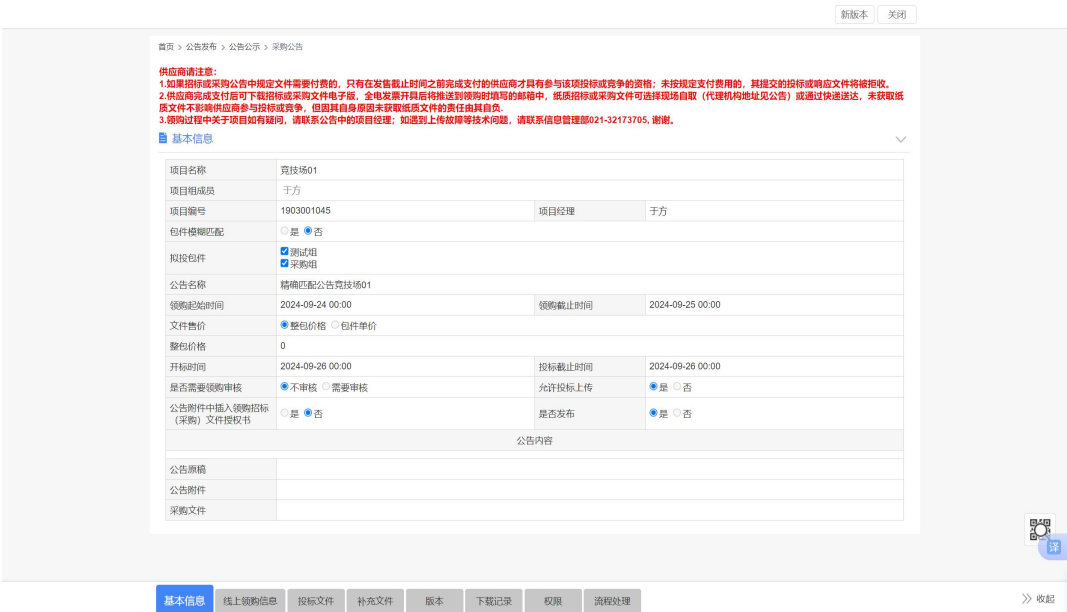 新版本 关闭
首页 > 公告发布 > 公告公示 > 采购公告
供应商请注意：
1.如果招标或采购公告中规定文件需要付费的，只有在发售截止时间之前完成支付的供应商才具有参与该项投标或竞争的资格；未按规定支付费用的，其提交的投标或响应文件将被拒收。
2.供应商完成支付后可下载招标或采购文件电子版，全电发票开具后将推送到领购时填写的邮箱中，纸质招标或采购文件可选择现场自取（代理机构地址见公告）或通过快递送达，未获取纸
质文件不影响供应商参与投标或竞争，但因其自身原因未获取纸质文件的责任由其自负.
3.领购过程中关于项目如有疑问，请联系公告中的项目经理；如遇到上传故障等技术问题，请联系信息管理部021-32173705, 谢谢。
基本信息
项目名称 竞技场01
项目组成员 于方
项目编号 1903001045 项目经理 于方
包件模糊匹配 是 否
拟投包件 测试组
采购组
公告名称 精确匹配公告竞技场01
领购起始时间 2024-09-24 00:00 领购截止时间 2024-09-25 00:00
文件售价 整包价格 包件单价
整包价格 0
开标时间 2024-09-26 00:00 投标截止时间 2024-09-26 00:00
是否需要领购审核 不审核 需要审核 允许投标上传 是 否
公告附件中插入领购招标
（采购）文件授权书 是 否 是否发布 是 否
公告内容
公告原稿
公告附件
采购文件
译
基本信息 线上领购信息 投标文件 补充文件 版本 下载记录 权限 流程处理 收起